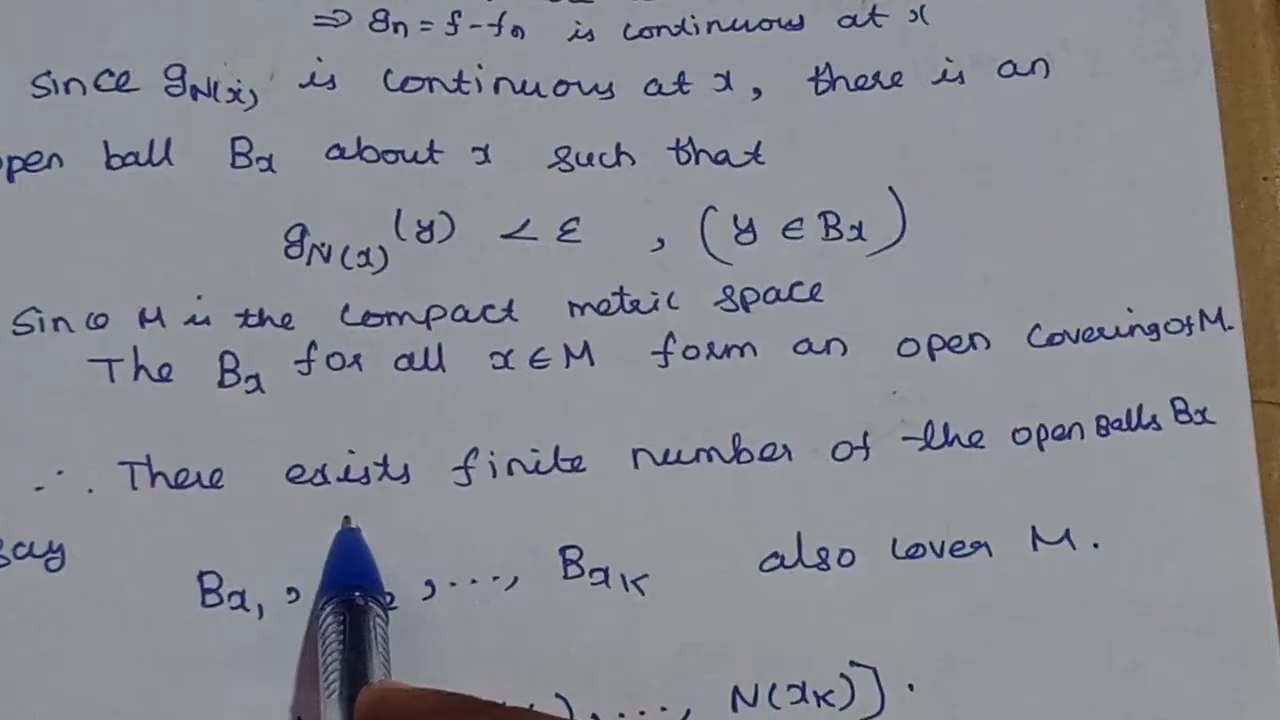 ⇒ gn = f - fn is continuous at x
Since gN(x) is continuous at x, there is an
open ball Bx about x such that
gN(x)(y) < ε , (y ∈ Bx)
Since M is the compact metric space
The Bx for all x ∈ M form an open covering of M.
∴ There exists finite number of the open Balls Bx
say
Bx1, , ..., BxK also cover M.
, ..., N(xK)].